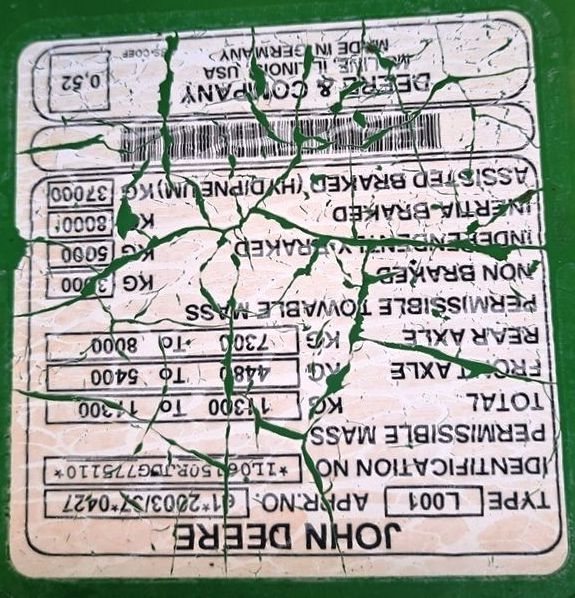 JOHN DEERE
TYPE L001 APPR.NO. e1*2003/37*0427
IDENTIFICATION NO *1L06150RJDG775110*
PERMISSIBLE MASS
TOTAL KG 11300 To 11300
FRONT AXLE KG 4480 To 5400
REAR AXLE KG 7300 To 8000
PERMISSIBLE TOWABLE MASS
NON BRAKED KG 3000
INDEPENDENTLY BRAKED KG 5000
INERTIA BRAKED KG 8000
ASSISTED BRAKED (HYD/PNEUM) KG 37000
DEERE & COMPANY
MOLINE, ILLINOIS, USA
MADE IN GERMANY
0,52